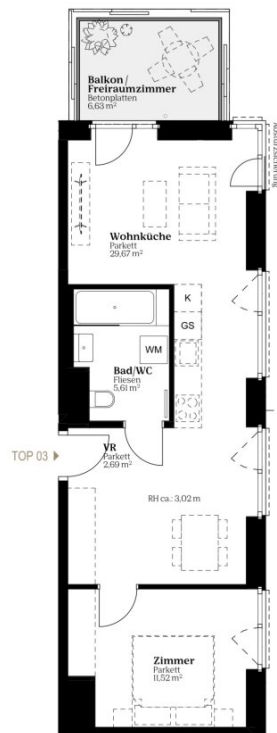 Balkon/
Freiraumzimmer
Betonplatten
6,63 m²
Absturzsicherung
Wohnküche
Parkett
29,67 m²
K
GS
WM
Bad/WC
Fliesen
5,61 m²
TOP 03
VR
Parkett
2,69 m²
RH ca.: 3,02 m
Zimmer
Parkett
11,52 m²